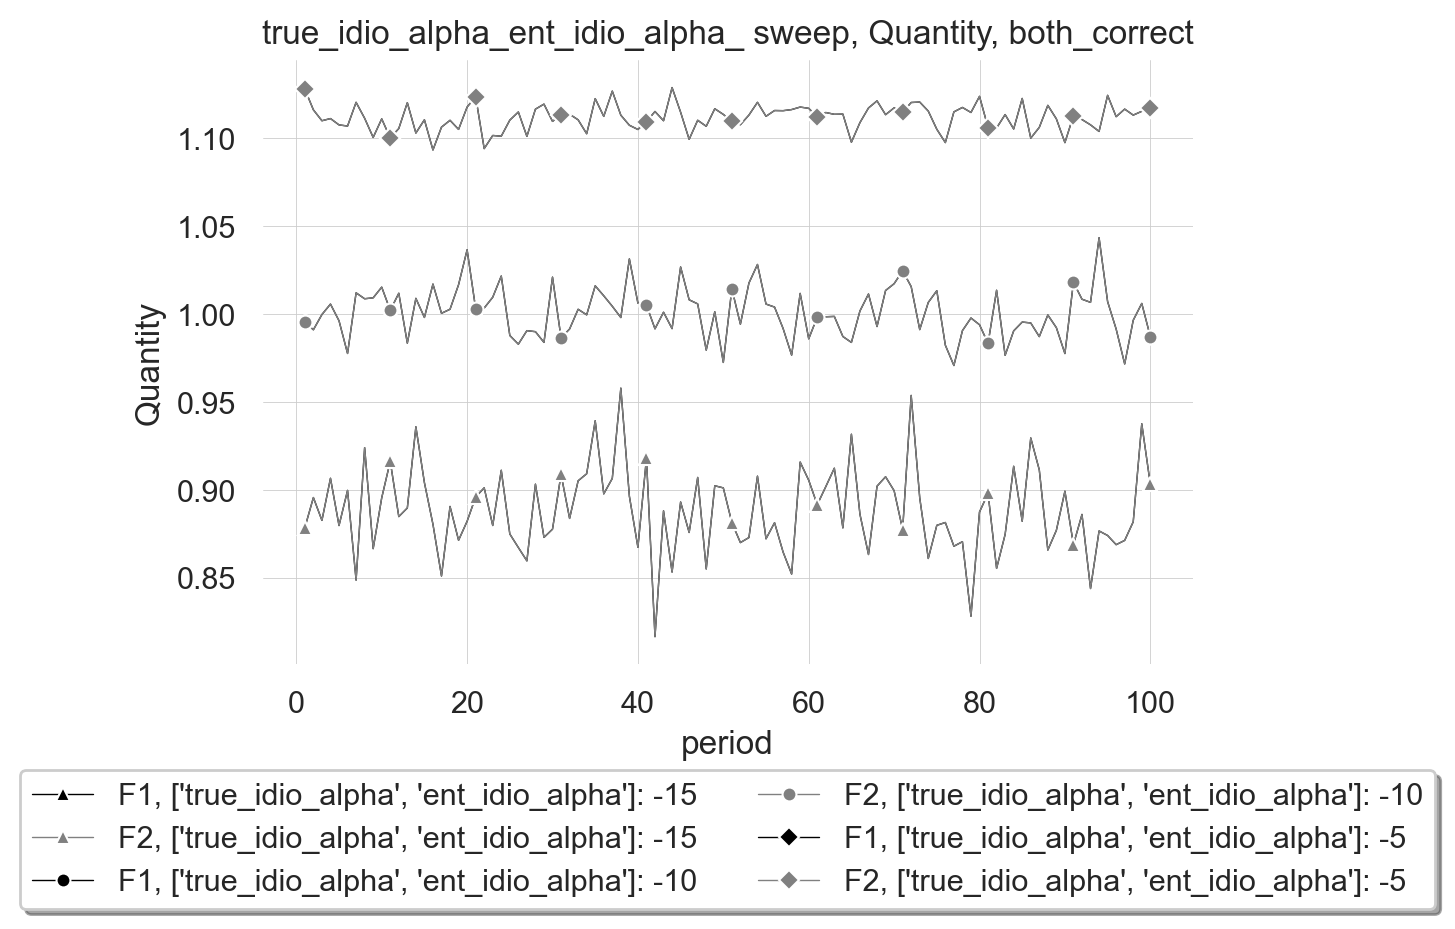 true_idio_alpha_ent_idio_alpha_ sweep, Quantity, both_correct
1.10
1.05
1.00
0.95
0.90
0.85
Quantity
0 20 40 60 80 100
period
F1, ['true_idio_alpha', 'ent_idio_alpha']: -15
F2, ['true_idio_alpha', 'ent_idio_alpha']: -15
F1, ['true_idio_alpha', 'ent_idio_alpha']: -10
F2, ['true_idio_alpha', 'ent_idio_alpha']: -10
F1, ['true_idio_alpha', 'ent_idio_alpha']: -5
F2, ['true_idio_alpha', 'ent_idio_alpha']: -5